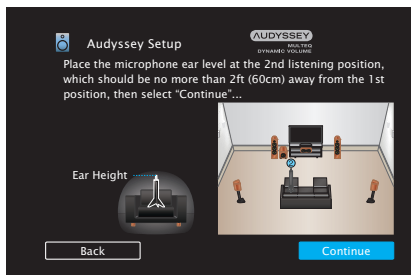 Audyssey Setup
AUDYSSEY
MULTEQ
DYNAMIC VOLUME
Place the microphone ear level at the 2nd listening position,
which should be no more than 2ft (60cm) away from the 1st
position, then select “Continue”...
Ear Height
2
Back
Continue